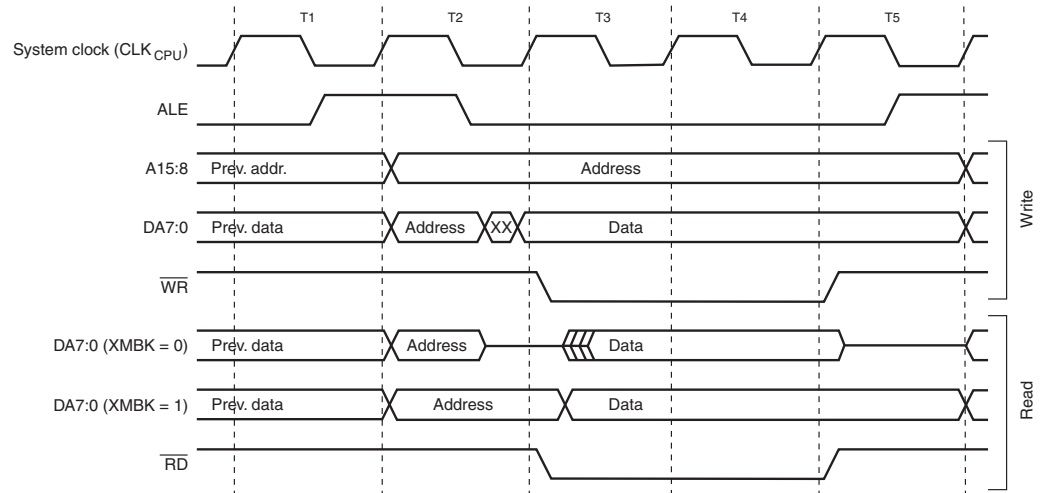 T1 T2 T3 T4 T5
System clock (CLKCPU)
ALE
A15:8 Prev. addr. Address
DA7:0 Prev. data Address XX Data
WR
Write
DA7:0 (XMBK = 0) Prev. data Address Data
DA7:0 (XMBK = 1) Prev. data Address Data
RD
Read